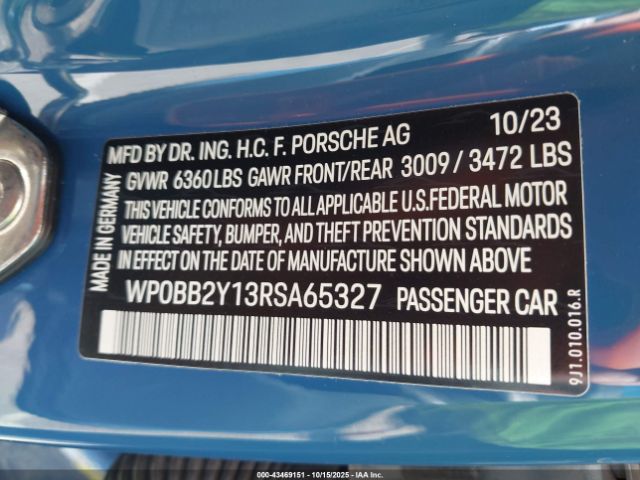 MFD BY DR. ING. H.C. F. PORSCHE AG 10/23
GVWR 6360 LBS GAWR FRONT/REAR 3009 / 3472 LBS
THIS VEHICLE CONFORMS TO ALL APPLICABLE U.S.FEDERAL MOTOR
VEHICLE SAFETY, BUMPER, AND THEFT PREVENTION STANDARDS
IN EFFECT ON THE DATE OF MANUFACTURE SHOWN ABOVE
WP0BB2Y13RSA65327 PASSENGER CAR
MADE IN GERMANY
9J1.010.016.R
000-43469151 | 10/15/2025 | IAAI.COM